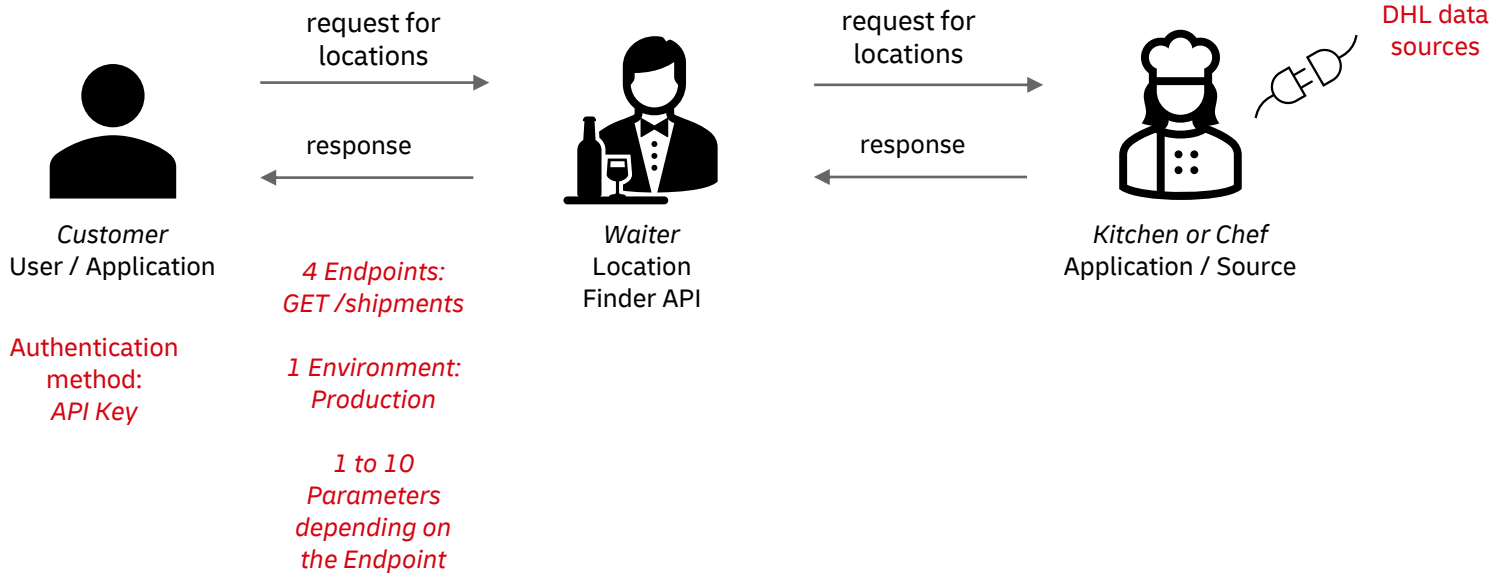 request for
locations
response
request for
locations
response
DHL data
sources
Customer
User / Application
Waiter
Location
Finder API
Kitchen or Chef
Application / Source
Authentication
method:
API Key
4 Endpoints:
GET /shipments
1 Environment:
Production
1 to 10
Parameters
depending on
the Endpoint